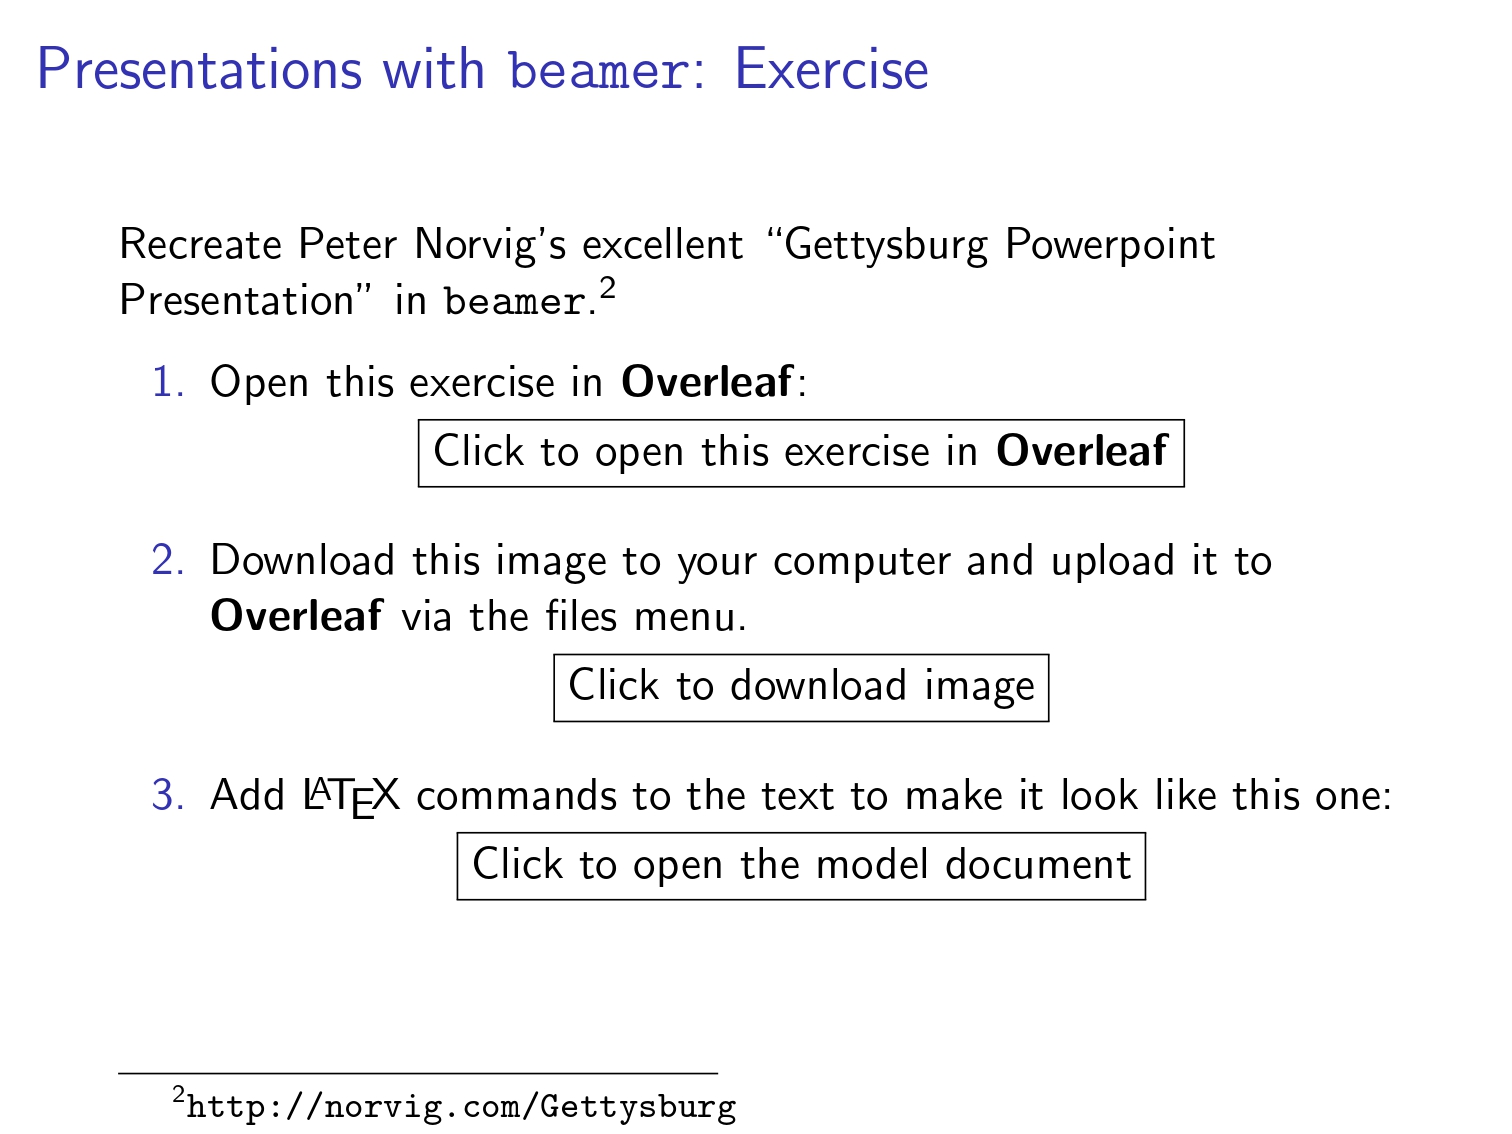 Presentations with beamer: Exercise
Recreate Peter Norvig’s excellent “Gettysburg Powerpoint
Presentation” in beamer.²
1. Open this exercise in Overleaf:
Click to open this exercise in Overleaf
2. Download this image to your computer and upload it to
Overleaf via the files menu.
Click to download image
3. Add LATEX commands to the text to make it look like this one:
Click to open the model document
²http://norvig.com/Gettysburg